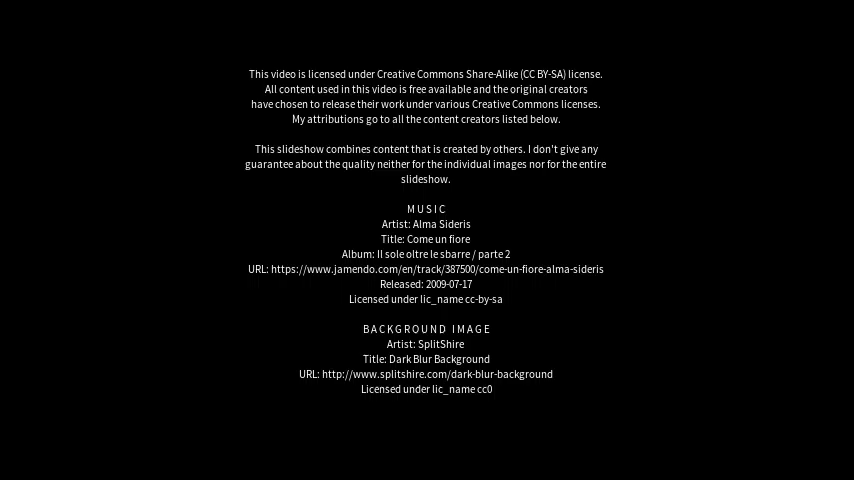 This video is licensed under Creative Commons Share-Alike (CC BY-SA) license.
All content used in this video is free available and the original creators
have chosen to release their work under various Creative Commons licenses.
My attributions go to all the content creators listed below.
This slideshow combines content that is created by others. I don't give any
guarantee about the quality neither for the individual images nor for the entire
slideshow.
MUSIC
Artist: Alma Sideris
Title: Come un fiore
Album: Il sole oltre le sbarre / parte 2
URL: https://www.jamendo.com/en/track/387500/come-un-fiore-alma-sideris
Released: 2009-07-17
Licensed under lic_name cc-by-sa
BACKGROUND IMAGE
Artist: SplitShire
Title: Dark Blur Background
URL: http://www.splitshire.com/dark-blur-background
Licensed under lic_name cc0